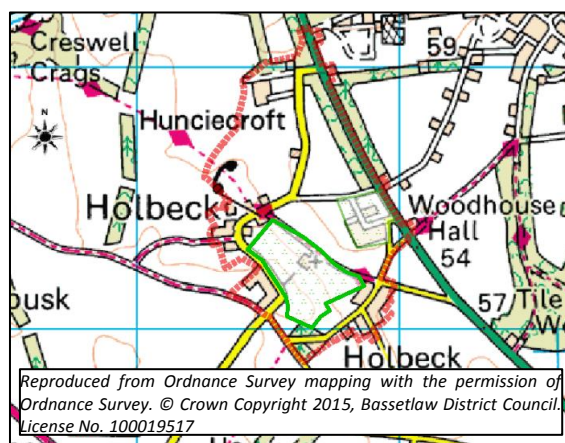 Creswell
Crags
59
N
Hunciecroft
Holbeck
Woodhouse
Hall
54
ousk
57
Tile
W
Holbeck
Reproduced from Ordnance Survey mapping with the permission of
Ordnance Survey. © Crown Copyright 2015, Bassetlaw District Council.
License No. 100019517